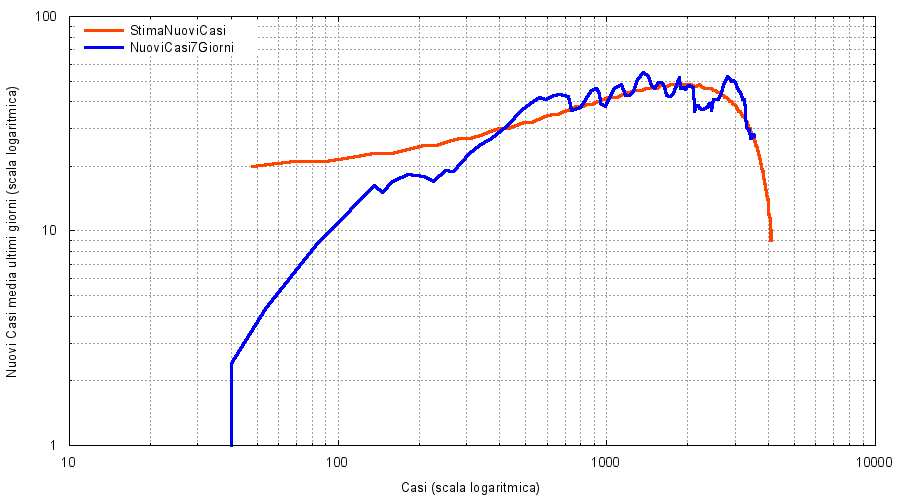 100
StimaNuoviCasi
NuoviCasi7Giorni
Nuovi Casi media ultimi giorni (scala logaritmica)
10
1
10
100
1000
10000
Casi (scala logaritmica)